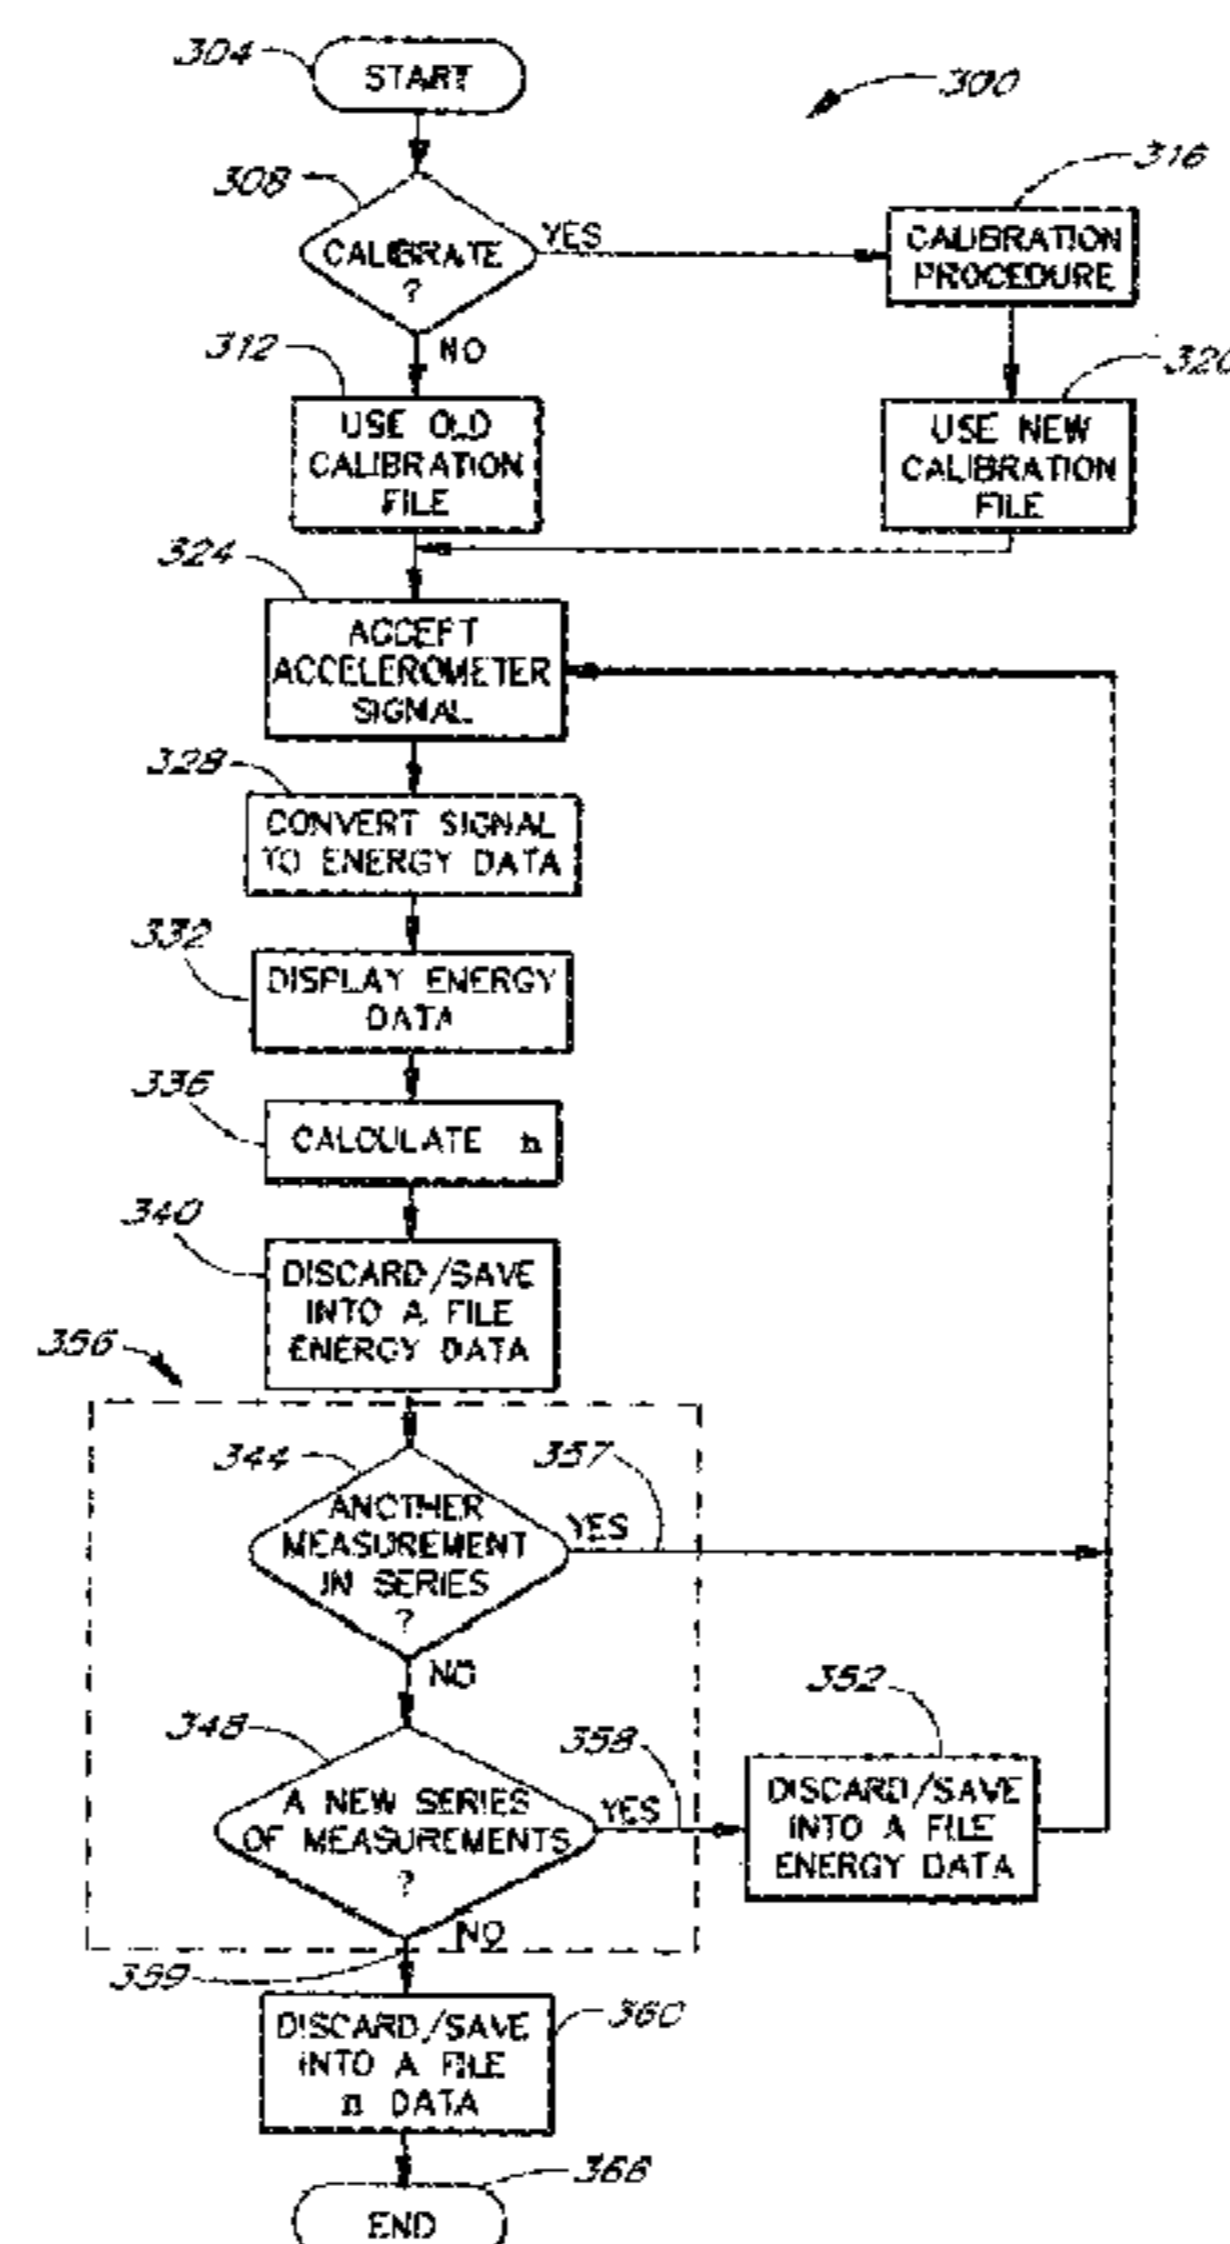 304
START
300
308
316
CALIBRATE
?
YES
CALIBRATION
PROCEDURE
NO
312
320
USE OLD
CALIBRATION
FILE
USE NEW
CALIBRATION
FILE
324
ACCEPT
ACCELEROMETER
SIGNAL
328
CONVERT SIGNAL
TO ENERGY DATA
332
DISPLAY ENERGY
DATA
336
CALCULATE n
340
DISCARD/SAVE
INTO A FILE
ENERGY DATA
356
344
357
ANOTHER
MEASUREMENT
IN SERIES
?
YES
NO
352
348
358
A NEW SERIES
OF MEASUREMENTS
?
YES
DISCARD/SAVE
INTO A FILE
ENERGY DATA
NO
359
DISCARD/SAVE
INTO A FILE
n DATA
360
366
END